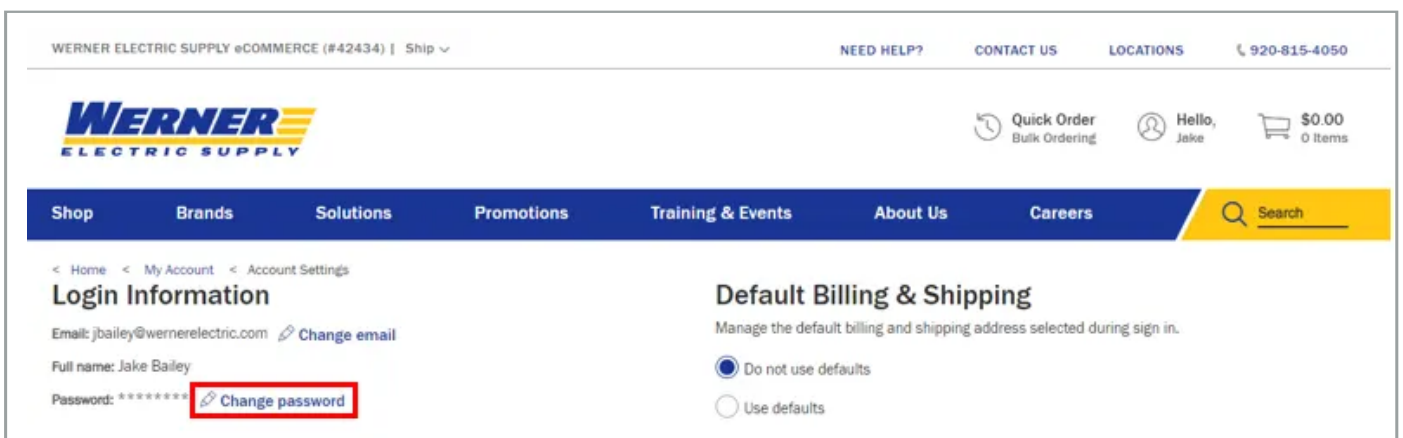 WERNER ELECTRIC SUPPLY eCOMMERCE (#42434) | Ship
NEED HELP? CONTACT US LOCATIONS 920-815-4050
WERNER
ELECTRIC SUPPLY
Quick Order
Bulk Ordering
Hello,
Jake
$0.00
0 Items
Shop Brands Solutions Promotions Training & Events About Us Careers Search
< Home < My Account < Account Settings
Login Information
Email: jbailey@wernerelectric.com Change email
Full name: Jake Bailey
Password: ******** Change password
Default Billing & Shipping
Manage the default billing and shipping address selected during sign in.
Do not use defaults
Use defaults